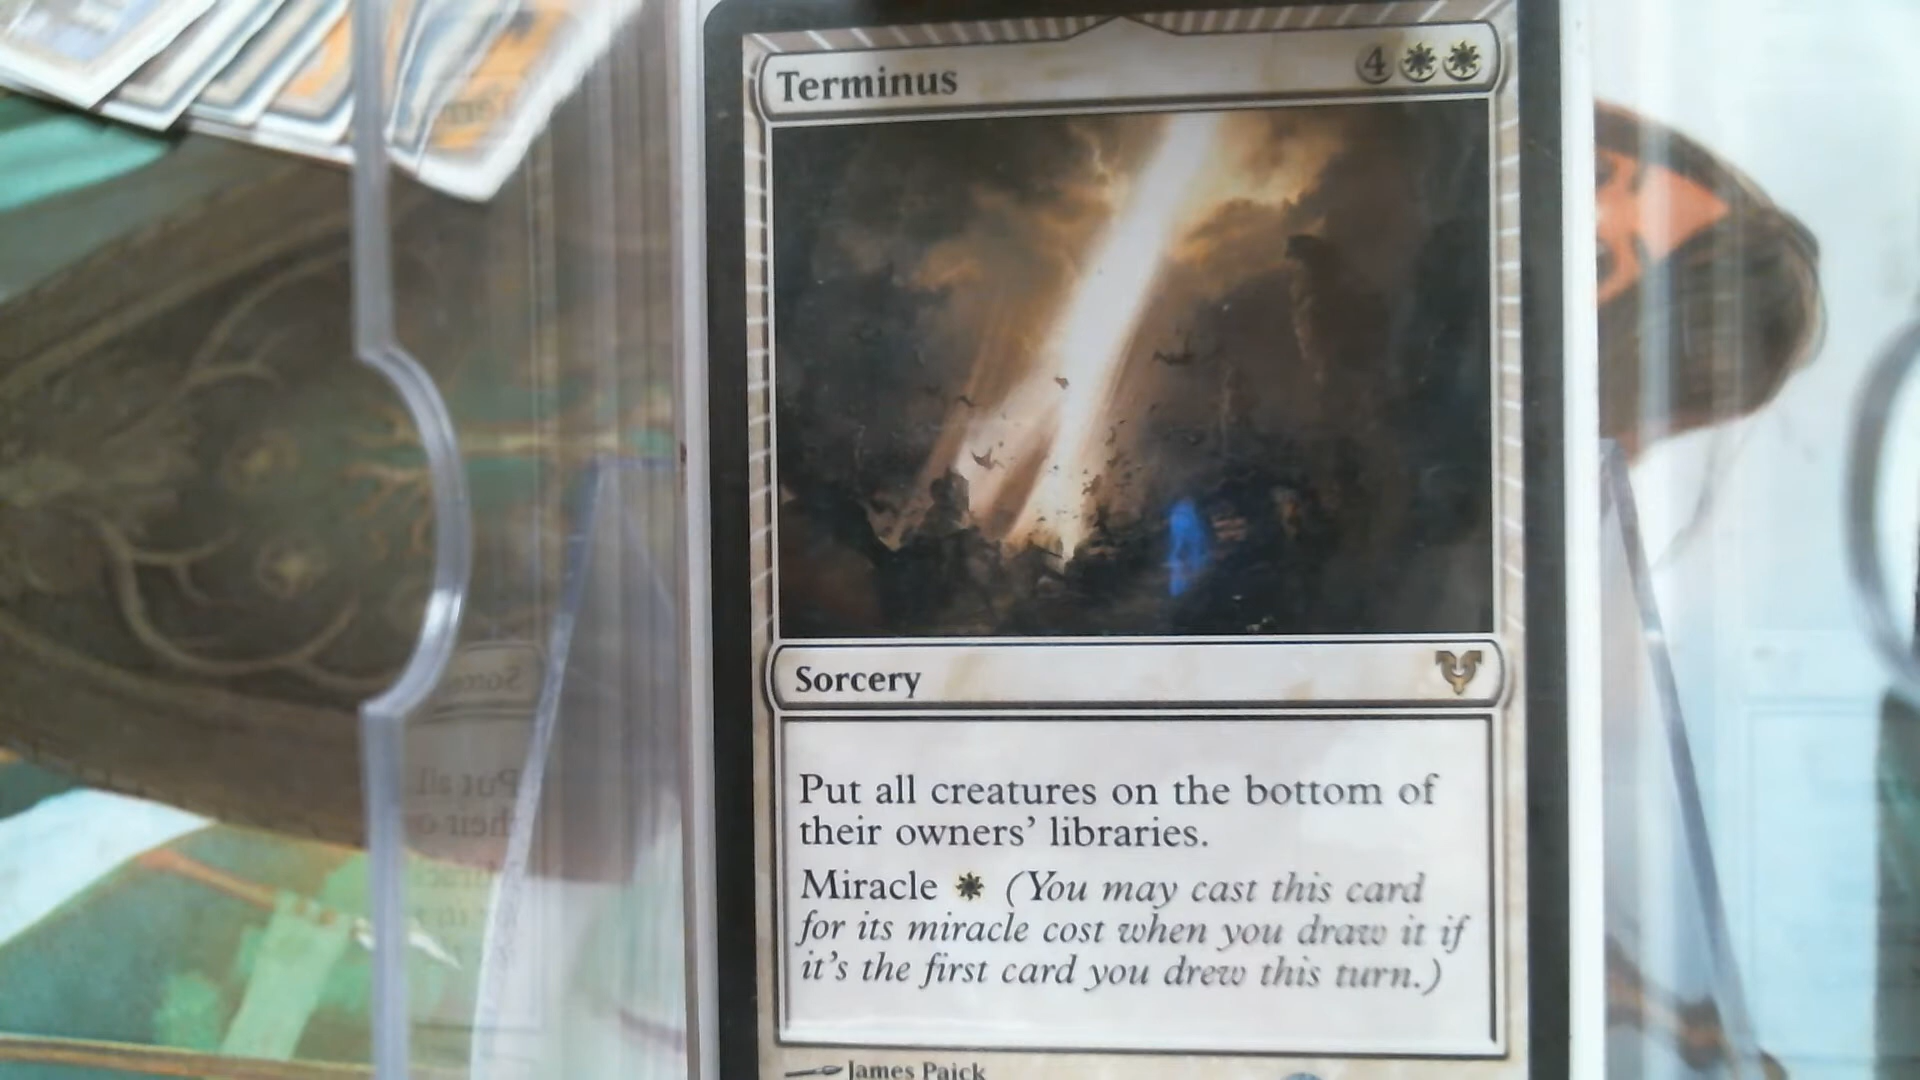 Terminus 4
Sorcery
Put all creatures on the bottom of
their owners' libraries.
Miracle (You may cast this card
for its miracle cost when you draw it if
it's the first card you drew this turn.)
James Paick